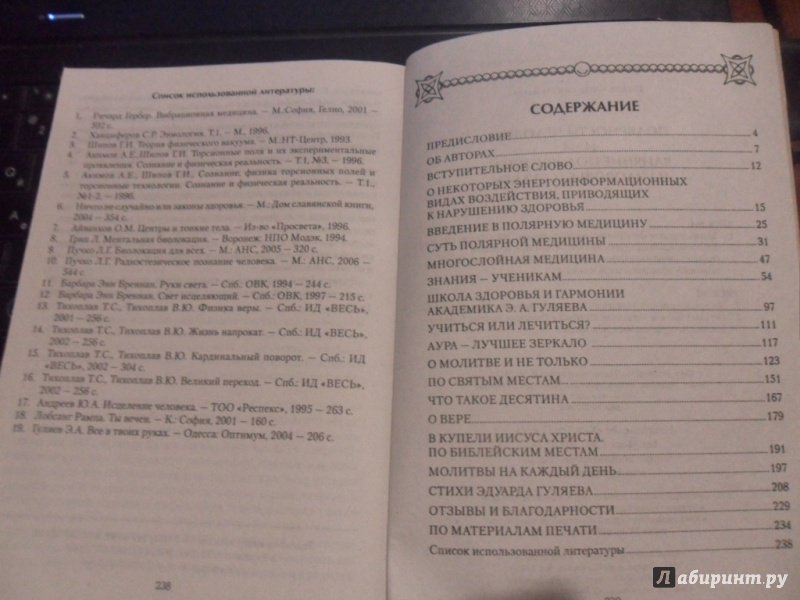 Список использованной литературы:
1. Ричард Гербер. Вибрационная медицина. — М.:София, Гелио, 2001 —
592 с.
2. Ханцеферов С.Р. Эниология. Т.1. — М., 1996.
3. Шипов Г.И. Теория физического вакуума. — М.:НТ-Центр, 1993.
4. Акимов А.Е.,Шипов Г.И. Торсионные поля и их экспериментальные
проявления. Сознание и физическая реальность. — Т.1, №3. — 1996.
5. Акимов А.Е., Шипов Г.И., Сознание, физика торсионных полей и
торсионные технологии. Сознание и физическая реальность. — Т.1.,
№1-2. — 1996.
6. Ничто не случайно или законы здоровья. — М.: Дом славянской книги,
2004 — 354 с.
7. Айванхов О.М. Центры и тонкие тела. — Из-во «Просвета», 1996.
8. Грип Л. Ментальная биолокация. — Воронеж: НПО Модэк, 1994.
9. Пучко Л.Г. Биолокация для всех. — М.: АНС, 2005 — 320 с.
10. Пучко Л.Г. Радиэстезическое познание человека. — М.: АНС, 2006 —
544 с.
11. Барбара Энн Бреннан. Руки света. — Спб.: ОВК, 1994 — 244 с.
12. Барбара Энн Бреннан. Свет исцеляющий. — Спб.: ОВК, 1997 — 215 с.
13. Тихоплав Т.С., Тихоплав В.Ю. Физика веры. — Спб.: ИД «ВЕСЬ»,
2001 — 256 с.
14. Тихоплав Т.С., Тихоплав В.Ю. Жизнь напрокат. — Спб.: ИД «ВЕСЬ»,
2002 — 256 с.
15. Тихоплав Т.С., Тихоплав В.Ю. Кардинальный поворот. — Спб.: ИД
«ВЕСЬ», 2002 — 304 с.
16. Тихоплав Т.С., Тихоплав В.Ю. Великий переход. — Спб.: ИД «ВЕСЬ»,
2002 — 256 с.
17. Андреев Ю.А. Исцеление человека. — ТОО «Респекс», 1995 — 263 с.
18. Лобсанг Рампа. Ты вечен. — К.: София, 2001 — 160 с.
19. Гуляев Э.А. Все в твоих руках. — Одесса: Оптимум, 2004 — 206 с.
238
СОДЕРЖАНИЕ
ПРЕДИСЛОВИЕ 4
ОБ АВТОРАХ 7
ВСТУПИТЕЛЬНОЕ СЛОВО 12
О НЕКОТОРЫХ ЭНЕРГОИНФОРМАЦИОННЫХ
ВИДАХ ВОЗДЕЙСТВИЯ, ПРИВОДЯЩИХ
К НАРУШЕНИЮ ЗДОРОВЬЯ 15
ВВЕДЕНИЕ В ПОЛЯРНУЮ МЕДИЦИНУ 25
СУТЬ ПОЛЯРНОЙ МЕДИЦИНЫ 31
МНОГОСЛОЙНАЯ МЕДИЦИНА 47
ЗНАНИЯ — УЧЕНИКАМ 54
ШКОЛА ЗДОРОВЬЯ И ГАРМОНИИ
АКАДЕМИКА Э. А. ГУЛЯЕВА 97
УЧИТЬСЯ ИЛИ ЛЕЧИТЬСЯ? 111
АУРА — ЛУЧШЕЕ ЗЕРКАЛО 117
О МОЛИТВЕ И НЕ ТОЛЬКО 123
ПО СВЯТЫМ МЕСТАМ 151
ЧТО ТАКОЕ ДЕСЯТИНА 167
О ВЕРЕ 179
В КУПЕЛИ ИИСУСА ХРИСТА.
ПО БИБЛЕЙСКИМ МЕСТАМ 191
МОЛИТВЫ НА КАЖДЫЙ ДЕНЬ 197
СТИХИ ЭДУАРДА ГУЛЯЕВА 208
ОТЗЫВЫ И БЛАГОДАРНОСТИ 229
ПО МАТЕРИАЛАМ ПЕЧАТИ 234
Список использованной литературы 238
Лабиринт.ру